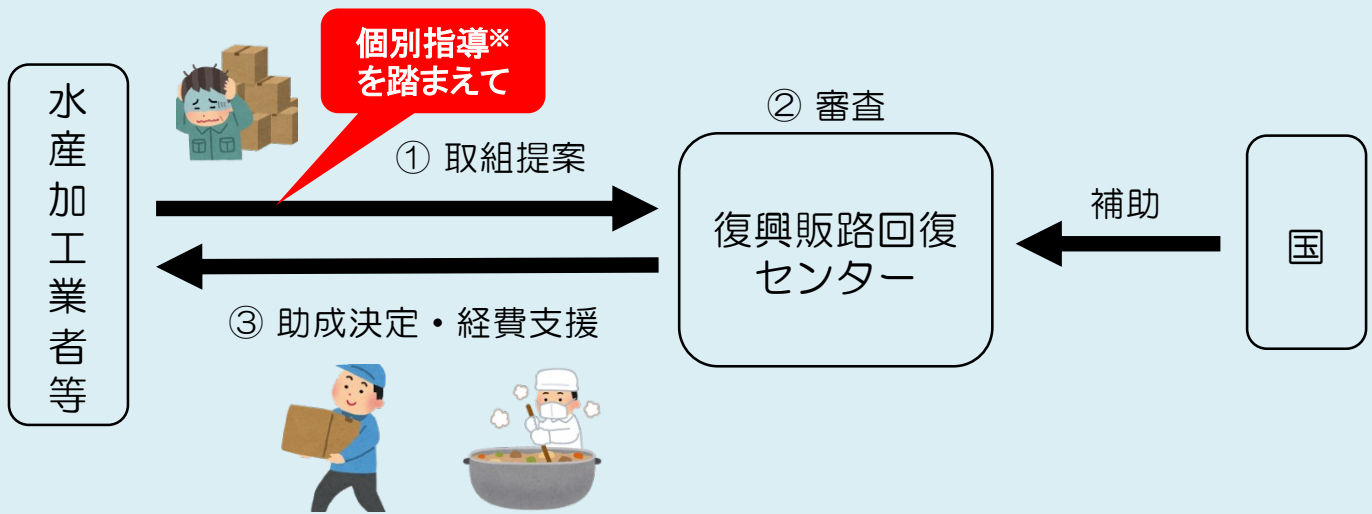 個別指導※
を踏まえて
水産加工業者等
① 取組提案
② 審査
復興販路回復
センター
補助
国
③ 助成決定・経費支援